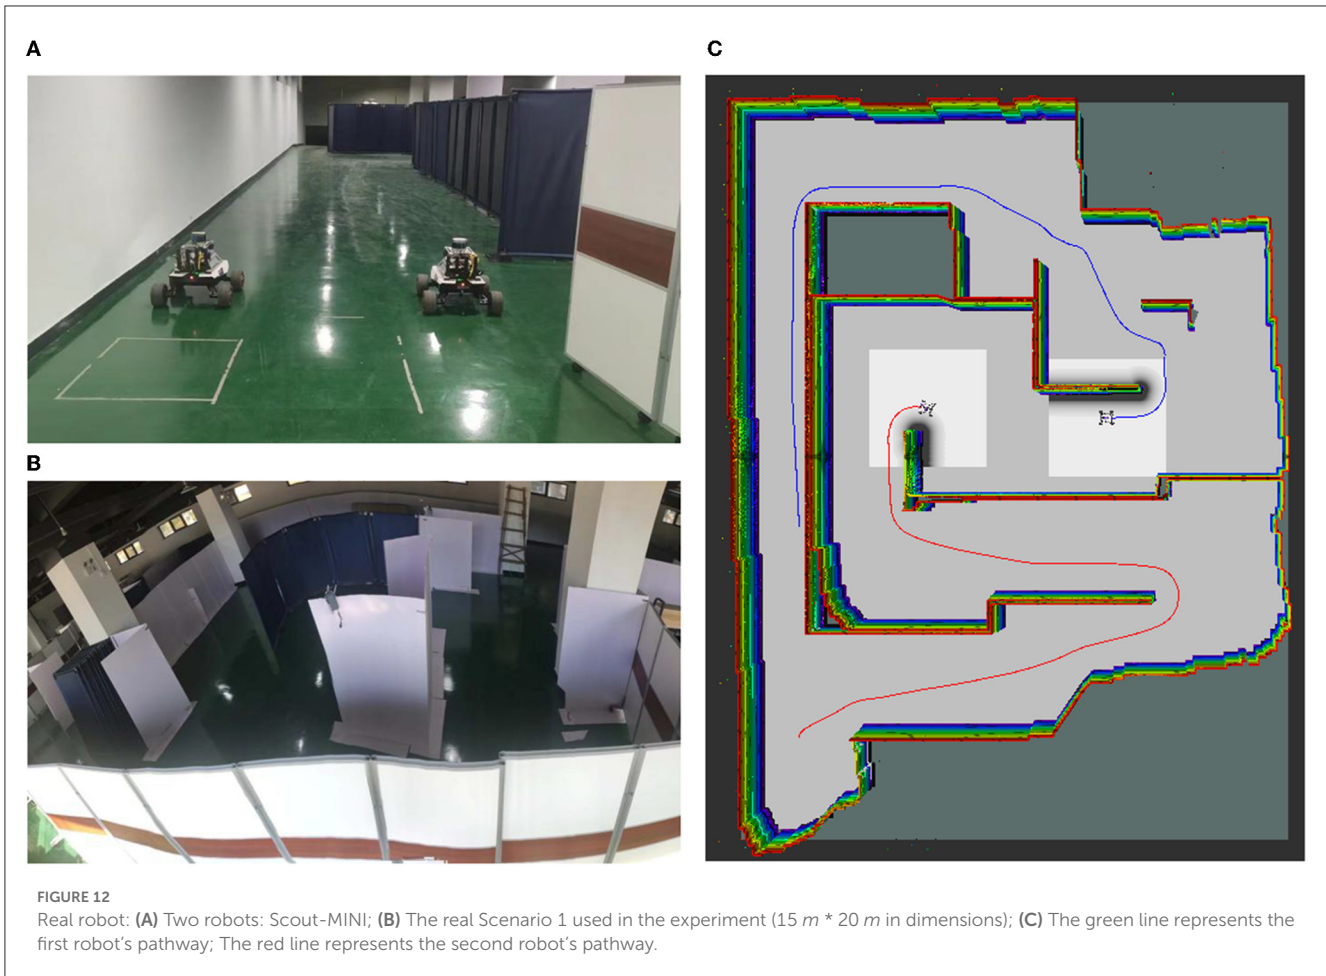 A
C
B
FIGURE 12
Real robot: (A) Two robots: Scout-MINI; (B) The real Scenario 1 used in the experiment (15 m * 20 m in dimensions); (C) The green line represents the
first robot's pathway; The red line represents the second robot's pathway.